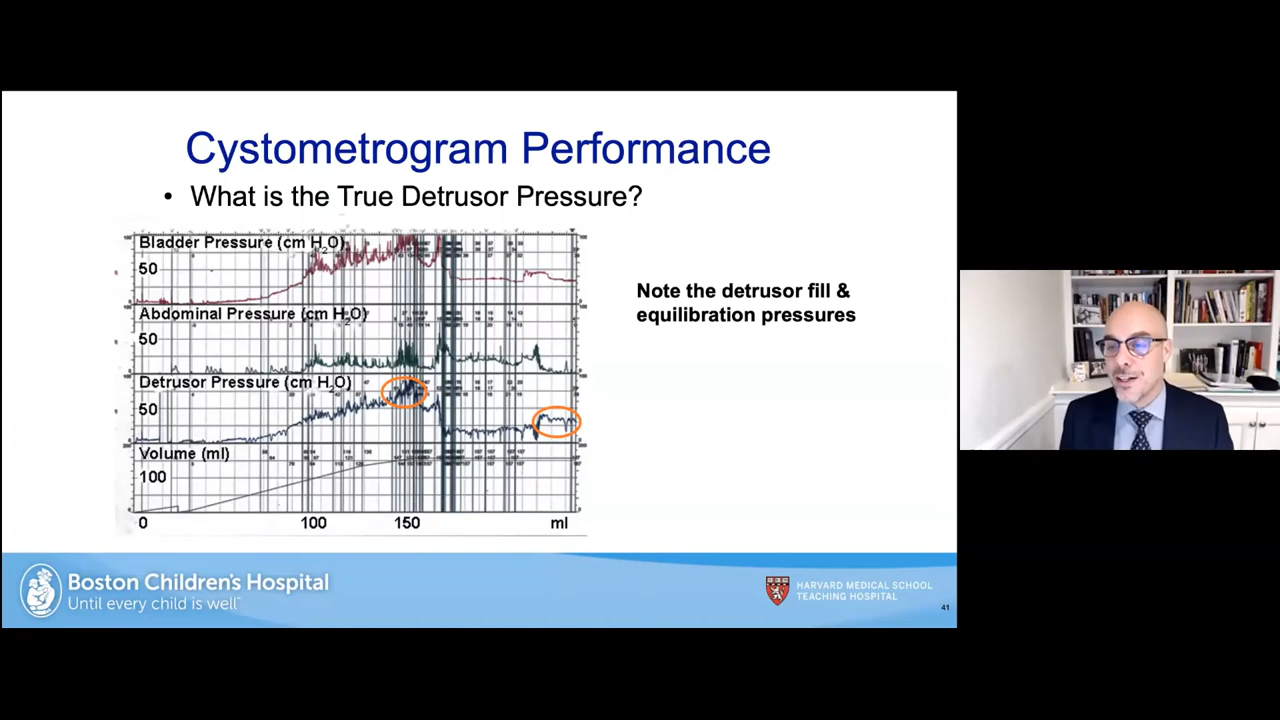 Cystometrogram Performance
• What is the True Detrusor Pressure?
Bladder Pressure (cm H2O)
50
Abdominal Pressure (cm H2O)
50
Detrusor Pressure (cm H2O)
50
Volume (ml)
100
0 100 150 ml
Note the detrusor fill &
equilibration pressures
Boston Children's Hospital
Until every child is well™
HARVARD MEDICAL SCHOOL
TEACHING HOSPITAL
41